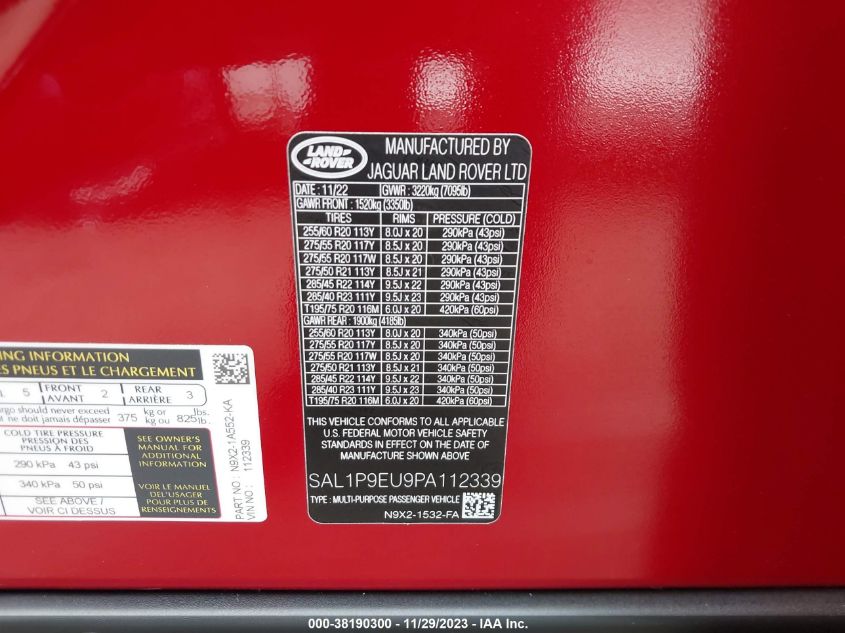 LAND
ROVER
MANUFACTURED BY
JAGUAR LAND ROVER LTD
DATE : 11/22 GVWR : 3220kg (7095lb)
GAWR FRONT : 1520kg (3350lb)
TIRES RIMS PRESSURE (COLD)
255/60 R20 113Y 8.0J x 20 290kPa (43psi)
275/55 R20 117Y 8.5J x 20 290kPa (43psi)
275/55 R20 117W 8.5J x 20 290kPa (43psi)
275/50 R21 113Y 8.5J x 21 290kPa (43psi)
285/45 R22 114Y 9.5J x 22 290kPa (43psi)
285/40 R23 111Y 9.5J x 23 290kPa (43psi)
T195/75 R20 116M 6.0J x 20 420kPa (60psi)
GAWR REAR : 1900kg (4185lb)
255/60 R20 113Y 8.0J x 20 340kPa (50psi)
275/55 R20 117Y 8.5J x 20 340kPa (50psi)
275/55 R20 117W 8.5J x 20 340kPa (50psi)
275/50 R21 113Y 8.5J x 21 340kPa (50psi)
285/45 R22 114Y 9.5J x 22 340kPa (50psi)
285/40 R23 111Y 9.5J x 23 340kPa (50psi)
T195/75 R20 116M 6.0J x 20 420kPa (60psi)
THIS VEHICLE CONFORMS TO ALL APPLICABLE
U.S. FEDERAL MOTOR VEHICLE SAFETY
STANDARDS IN EFFECT ON THE DATE OF
MANUFACTURE SHOWN ABOVE
SAL1P9EU9PA112339
TYPE : MULTI-PURPOSE PASSENGER VEHICLE
N9X2-1532-FA
ING INFORMATION
ES PNEUS ET LE CHARGEMENT
5 FRONT AVANT 2 REAR ARRIÈRE 3
rgo should never exceed
nt ne doit jamais dépasser 375 kg or kg ou 825 lbs. lb.
COLD TIRE PRESSURE
PRESSION DES
PNEUS A FROID
290 kPa 43 psi
340 kPa 50 psi
SEE ABOVE /
VOIR CI DESSUS
SEE OWNER'S
MANUAL FOR
ADDITIONAL
INFORMATION
VOIR LE MANUEL
DE L'USAGER
POUR PLUS DE
RENSEIGNEMENTS
PART NO. N9X2-1A552-KA
VIN NO : 112339
000-38190300 - 11/29/2023 - IAA Inc.